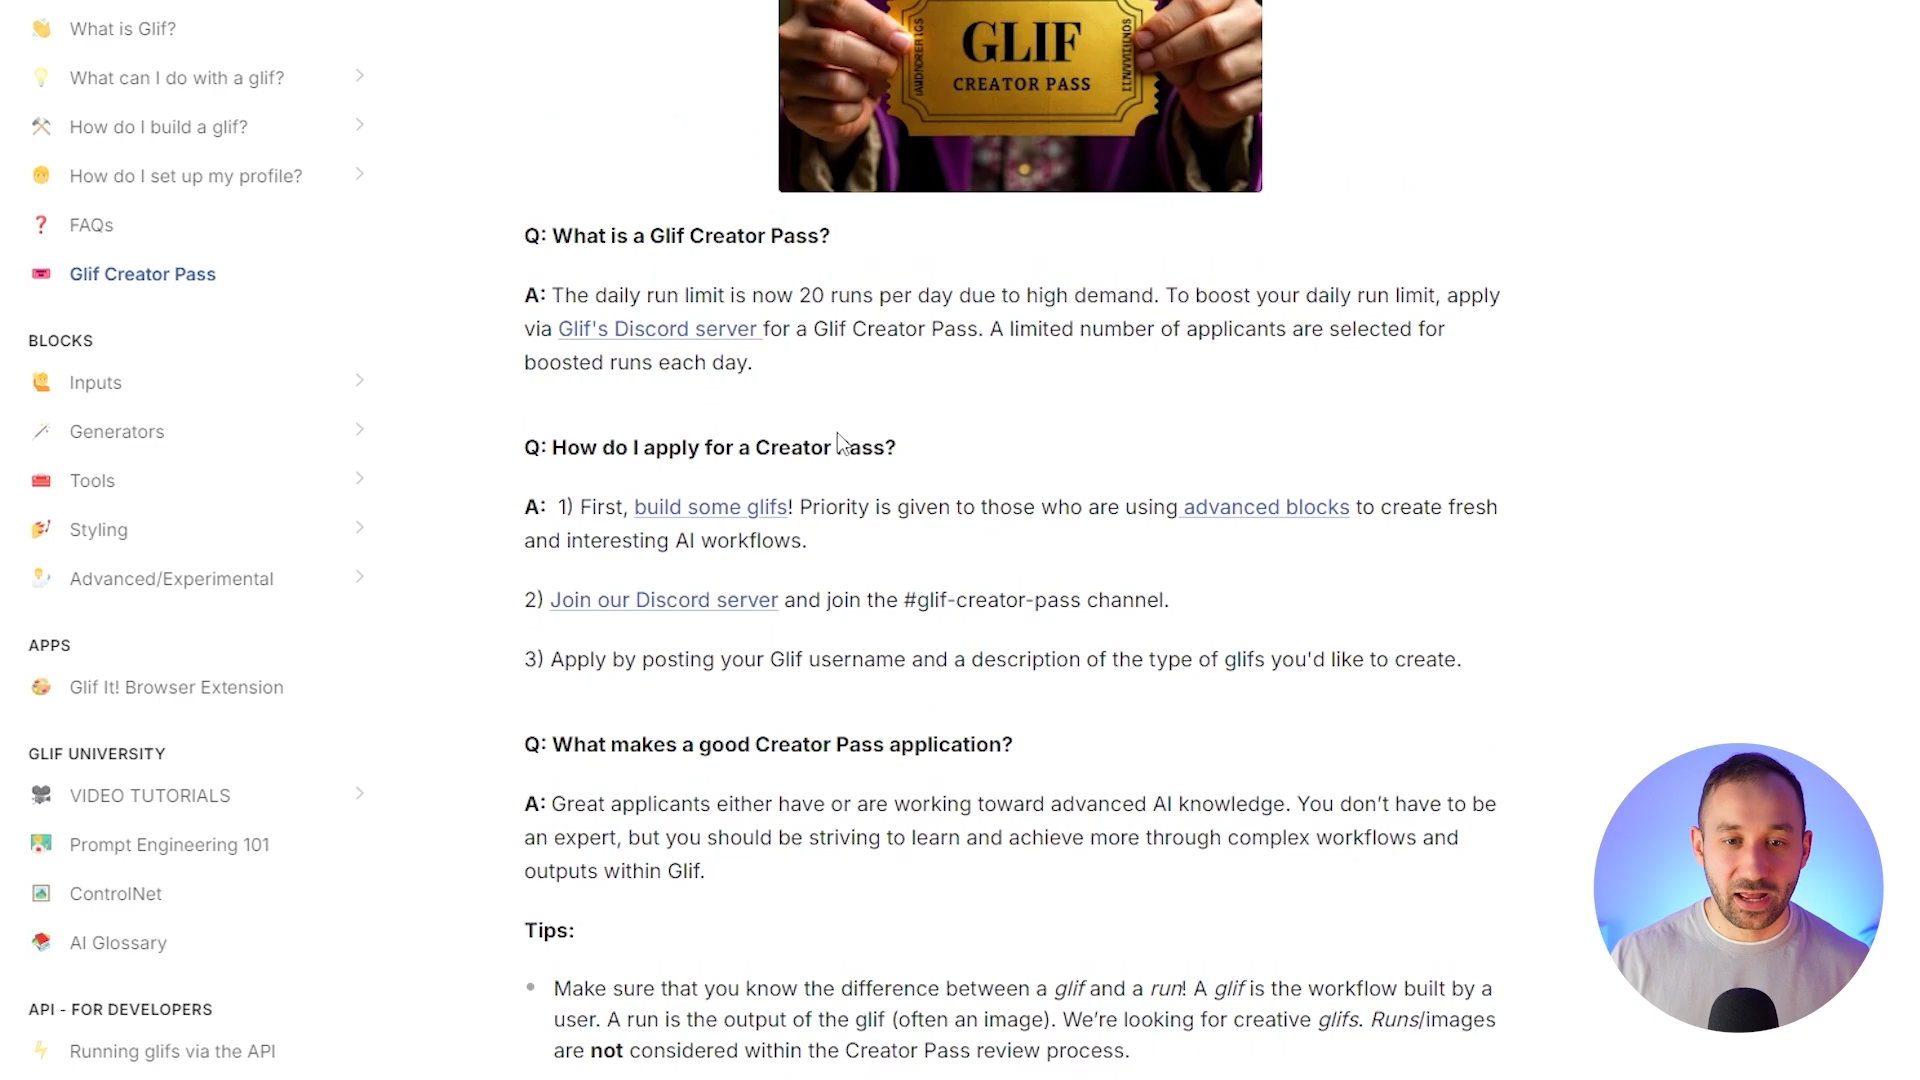 What is Glif?
What can I do with a glif?
How do I build a glif?
How do I set up my profile?
FAQs
Glif Creator Pass
BLOCKS
Inputs
Generators
Tools
Styling
Advanced/Experimental
APPS
Glif It! Browser Extension
GLIF UNIVERSITY
VIDEO TUTORIALS
Prompt Engineering 101
ControlNet
AI Glossary
API - FOR DEVELOPERS
Running glifs via the API
GLIF
CREATOR PASS
Q: What is a Glif Creator Pass?
A: The daily run limit is now 20 runs per day due to high demand. To boost your daily run limit, apply
via Glif's Discord server for a Glif Creator Pass. A limited number of applicants are selected for
boosted runs each day.
Q: How do I apply for a Creator Pass?
A: 1) First, build some glifs! Priority is given to those who are using advanced blocks to create fresh
and interesting AI workflows.
2) Join our Discord server and join the #glif-creator-pass channel.
3) Apply by posting your Glif username and a description of the type of glifs you'd like to create.
Q: What makes a good Creator Pass application?
A: Great applicants either have or are working toward advanced AI knowledge. You don’t have to be
an expert, but you should be striving to learn and achieve more through complex workflows and
outputs within Glif.
Tips:
Make sure that you know the difference between a glif and a run! A glif is the workflow built by a
user. A run is the output of the glif (often an image). We’re looking for creative glifs. Runs/images
are not considered within the Creator Pass review process.